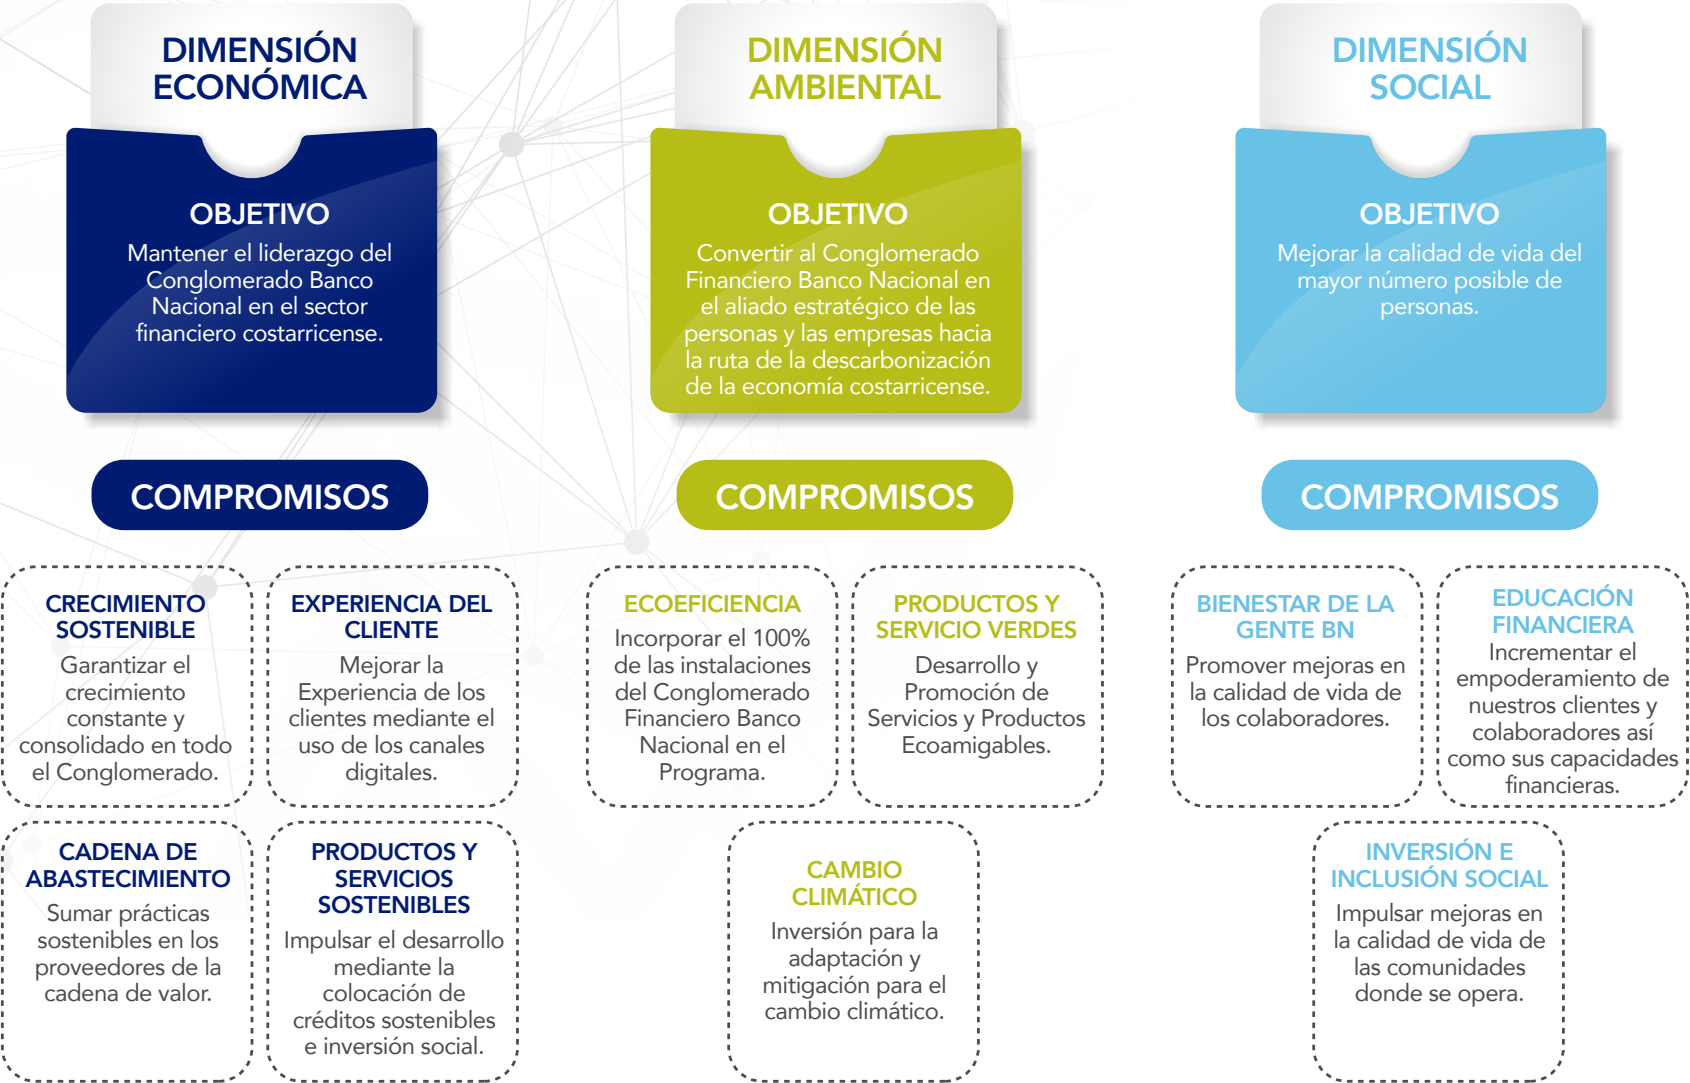 DIMENSIÓN
ECONÓMICA
OBJETIVO
Mantener el liderazgo del
Conglomerado Banco
Nacional en el sector
financiero costarricense.
COMPROMISOS
CRECIMIENTO
SOSTENIBLE
Garantizar el
crecimiento
constante y
consolidado en todo
el Conglomerado.
EXPERIENCIA DEL
CLIENTE
Mejorar la
Experiencia de los
clientes mediante el
uso de los canales
digitales.
CADENA DE
ABASTECIMIENTO
Sumar prácticas
sostenibles en los
proveedores de la
cadena de valor.
PRODUCTOS Y
SERVICIOS
SOSTENIBLES
Impulsar el desarrollo
mediante la
colocación de
créditos sostenibles
e inversión social.
DIMENSIÓN
AMBIENTAL
OBJETIVO
Convertir al Conglomerado
Financiero Banco Nacional en
el aliado estratégico de las
personas y las empresas hacia
la ruta de la descarbonización
de la economía costarricense.
COMPROMISOS
ECOEFICIENCIA
Incorporar el 100%
de las instalaciones
del Conglomerado
Financiero Banco
Nacional en el
Programa.
PRODUCTOS Y
SERVICIO VERDES
Desarrollo y
Promoción de
Servicios y Productos
Ecoamigables.
CAMBIO
CLIMÁTICO
Inversión para la
adaptación y
mitigación para el
cambio climático.
DIMENSIÓN
SOCIAL
OBJETIVO
Mejorar la calidad de vida del
mayor número posible de
personas.
COMPROMISOS
BIENESTAR DE LA
GENTE BN
Promover mejoras en
la calidad de vida de
los colaboradores.
EDUCACIÓN
FINANCIERA
Incrementar el
empoderamiento de
nuestros clientes y
colaboradores así
como sus capacidades
financieras.
INVERSIÓN E
INCLUSIÓN SOCIAL
Impulsar mejoras en
la calidad de vida de
las comunidades
donde se opera.